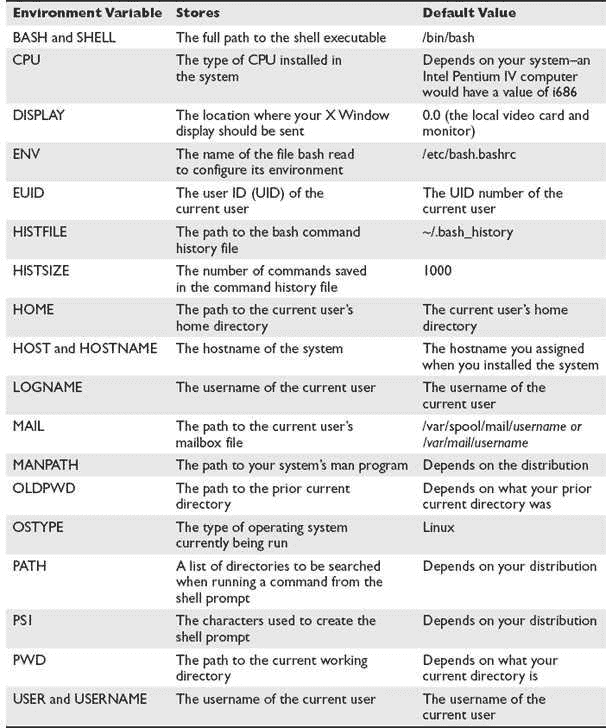 Environment Variable Stores Default Value
BASH and SHELL The full path to the shell executable /bin/bash
CPU The type of CPU installed in Depends on your system–an
the system Intel Pentium IV computer
would have a value of i686
DISPLAY The location where your X Window 0.0 (the local video card and
display should be sent monitor)
ENV The name of the file bash read /etc/bash.bashrc
to configure its environment
EUID The user ID (UID) of the The UID number of the
current user current user
HISTFILE The path to the bash command ~/.bash_history
history file
HISTSIZE The number of commands saved 1000
in the command history file
HOME The path to the current user's The current user's home
home directory directory
HOST and HOSTNAME The hostname of the system The hostname you assigned
when you installed the system
LOGNAME The username of the current user The username of the
current user
MAIL The path to the current user's /var/spool/mail/username or
mailbox file /var/mail/username
MANPATH The path to your system's man program Depends on the distribution
OLDPWD The path to the prior current Depends on what your prior
directory current directory was
OSTYPE The type of operating system Linux
currently being run
PATH A list of directories to be searched Depends on your distribution
when running a command from the
shell prompt
PS1 The characters used to create the Depends on your distribution
shell prompt
PWD The path to the current working Depends on what your
directory current directory is
USER and USERNAME The username of the current user The username of the
current user